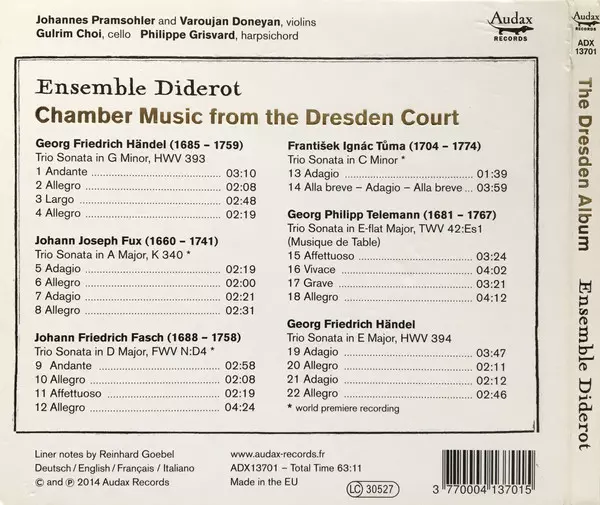 Johannes Pramsohler and Varoujan Doneyan, violins
Gulrim Choi, cello Philippe Grisvard, harpsichord
Audax
RECORDS
ADX
13701
Ensemble Diderot
Chamber Music from the Dresden Court
Georg Friedrich Händel (1685 – 1759)
Trio Sonata in G Minor, HWV 393
1 Andante 03:10
2 Allegro 02:08
3 Largo 02:48
4 Allegro 02:19
Johann Joseph Fux (1660 – 1741)
Trio Sonata in A Major, K 340 *
5 Adagio 02:19
6 Allegro 02:00
7 Adagio 02:21
8 Allegro 02:31
Johann Friedrich Fasch (1688 – 1758)
Trio Sonata in D Major, FWV N:D4 *
9 Andante 02:58
10 Allegro 02:08
11 Affettuoso 02:19
12 Allegro 04:24
František Ignác Tůma (1704 – 1774)
Trio Sonata in C Minor *
13 Adagio 01:39
14 Alla breve – Adagio – Alla breve ... 03:59
Georg Philipp Telemann (1681 – 1767)
Trio Sonata in E-flat Major, TWV 42:Es1
(Musique de Table)
15 Affettuoso 03:24
16 Vivace 04:02
17 Grave 03:21
18 Allegro 04:12
Georg Friedrich Händel
Trio Sonata in E Major, HWV 394
19 Adagio 03:47
20 Allegro 02:11
21 Adagio 02:12
22 Allegro 02:46
* world premiere recording
Liner notes by Reinhard Goebel
Deutsch / English / Français / Italiano
© and ℗ 2014 Audax Records
www.audax-records.fr
ADX13701 – Total Time 63:11
Made in the EU
LC 30527
3 770004 137015
Audax
RECORDS
ADX
13701
The Dresden Album
Ensemble Diderot